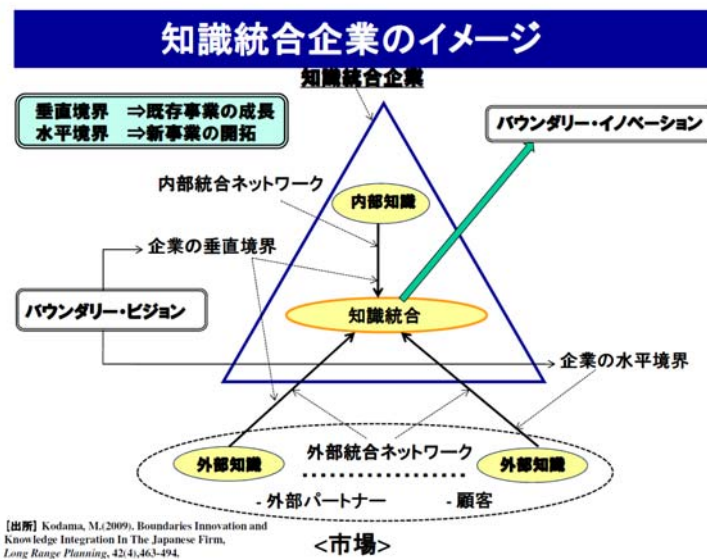 知識統合企業のイメージ
知識統合企業
垂直境界 ⇒既存事業の成長
水平境界 ⇒新事業の開拓
バウンダリー・イノベーション
内部統合ネットワーク
内部知識
企業の垂直境界
バウンダリー・ビジョン
知識統合
企業の水平境界
外部統合ネットワーク
外部知識
外部知識
- 外部パートナー - 顧客
[出所] Kodama, M.(2009). Boundaries Innovation and
Knowledge Integration In The Japanese Firm,
Long Range Planning, 42(4),463-494.
<市場>